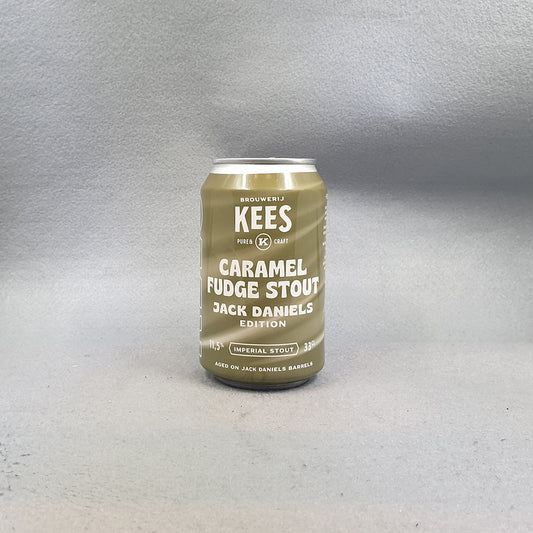 BROUWERIJ
KEES
PURE& K CRAFT
CARAMEL
FUDGE STOUT
JACK DANIELS
EDITION
11,5% IMPERIAL STOUT 33
AGED ON JACK DANIELS BARRELS